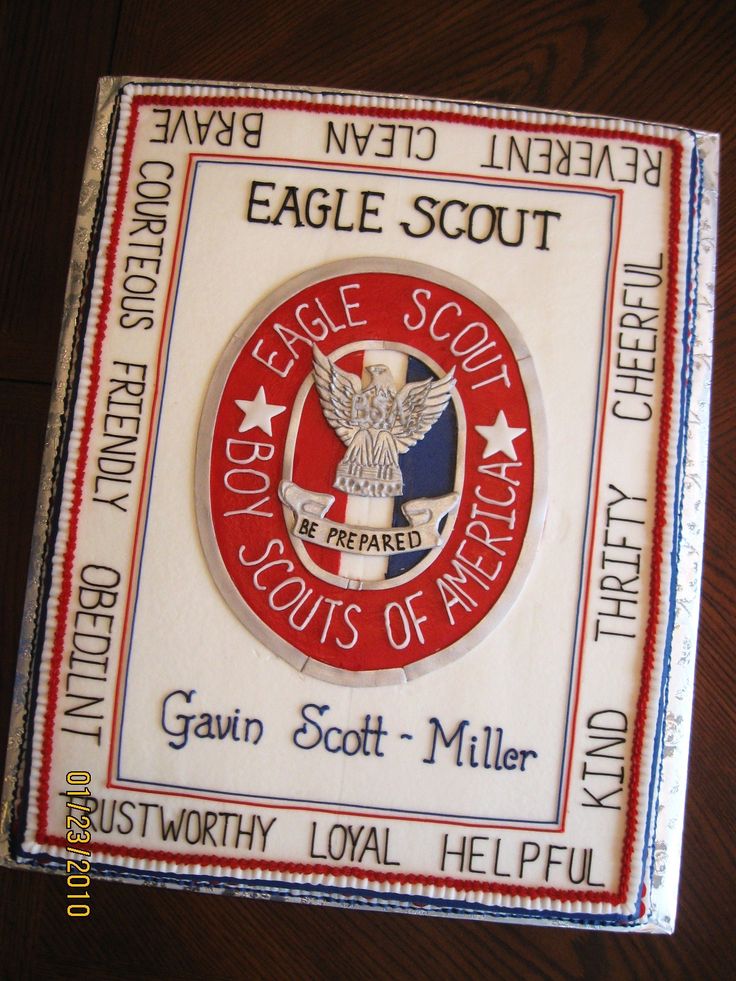 EAGLE SCOUT
EAGLE SCOUT
BSA
BE PREPARED
BOY SCOUTS OF AMERICA
Gavin Scott-Miller
TRUSTWORTHY LOYAL HELPFUL
COURTEOUS FRIENDLY OBEDILNT
BRAVE CLEAN REVERENT
KIND THRIFTY CHEERFUL
01/23/2010